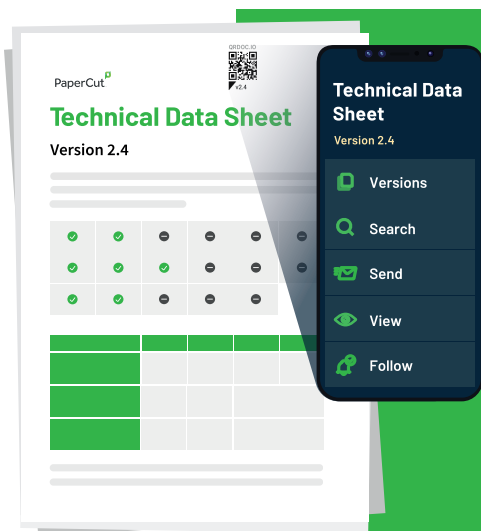 QRDOC.IO
v2.4
PaperCut
Technical Data Sheet
Version 2.4
Technical Data
Sheet
Version 2.4
Versions
Search
Send
View
Follow